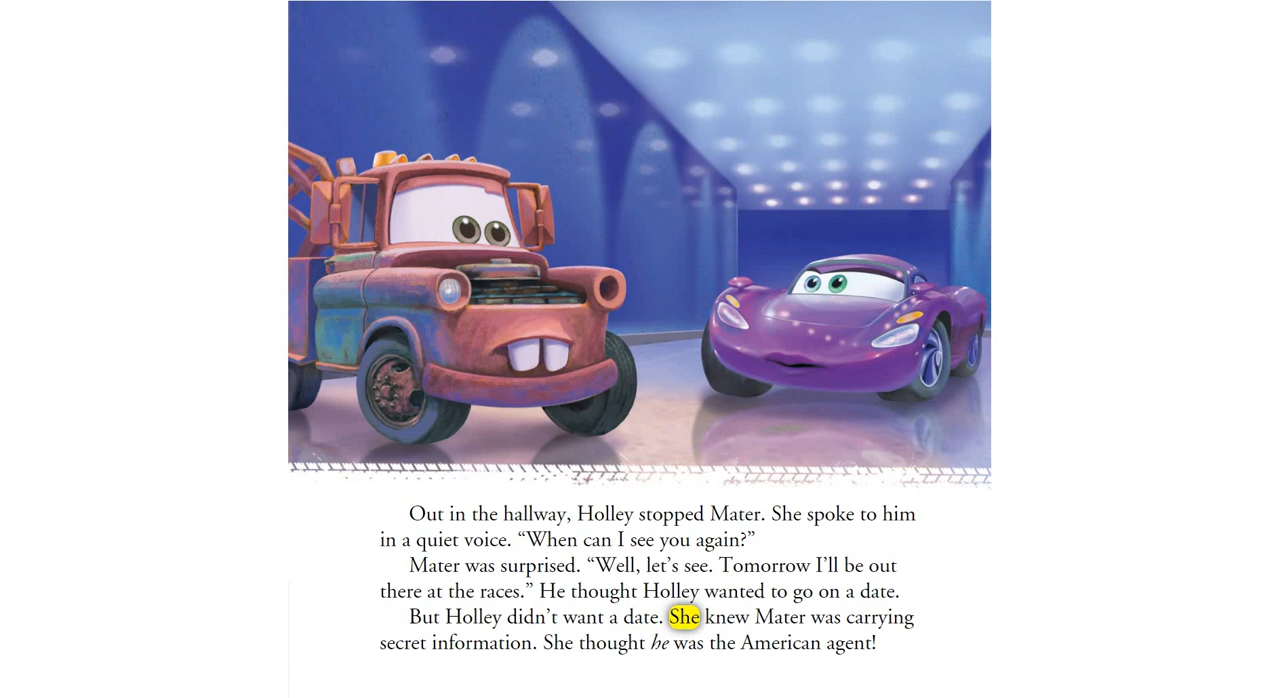 Out in the hallway, Holley stopped Mater. She spoke to him
in a quiet voice. “When can I see you again?”
Mater was surprised. “Well, let’s see. Tomorrow I’ll be out
there at the races.” He thought Holley wanted to go on a date.
But Holley didn’t want a date. She knew Mater was carrying
secret information. She thought he was the American agent!